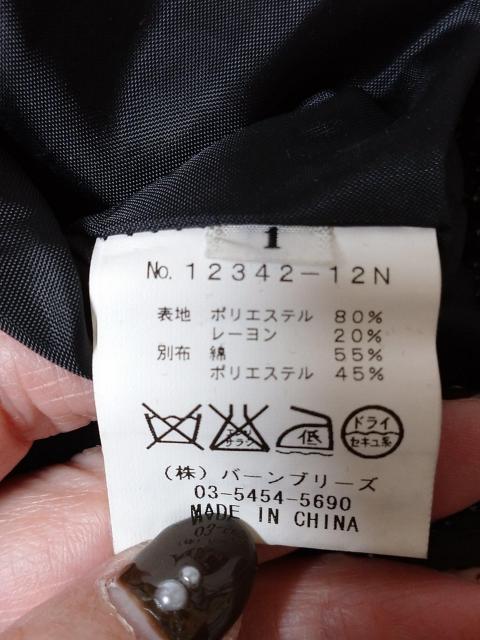 1
No. 12342-12N
表地 ポリエステル 80%
レーヨン 20%
別布 綿 55%
ポリエステル 45%
低
ドライ
セキユ系
(株) バーンブリーズ
03-5454-5690
MADE IN CHINA